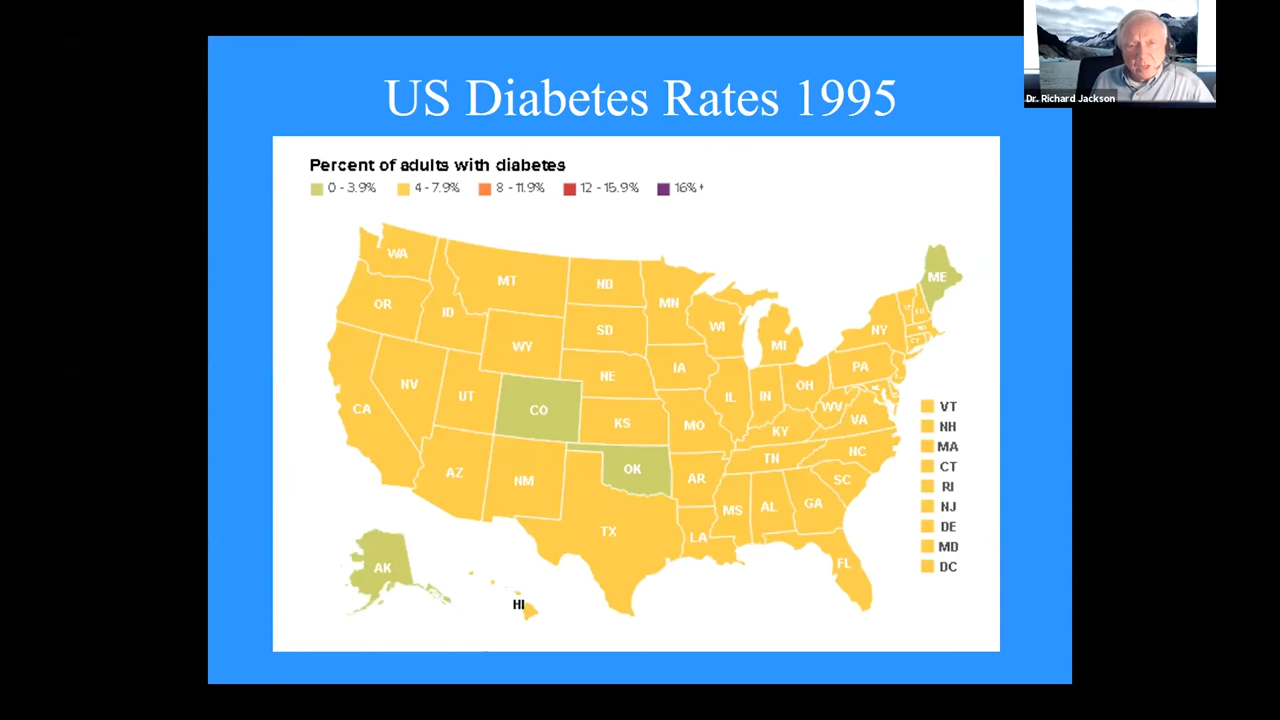 Dr. Richard Jackson
US Diabetes Rates 1995
Percent of adults with diabetes
0 - 3.9% 4 - 7.9% 8 - 11.9% 12 - 15.9% 16%+
WA
MT
ND
MN
ME
OR
ID
SD
WI
NY
WY
MI
NV
UT
NE
IA
PA
CA
CO
KS
MO
IL
IN
OH
WV
VA
KY
AZ
NM
OK
AR
TN
NC
SC
TX
MS
AL
GA
LA
FL
AK
HI
VT
NH
MA
CT
RI
NJ
DE
MD
DC